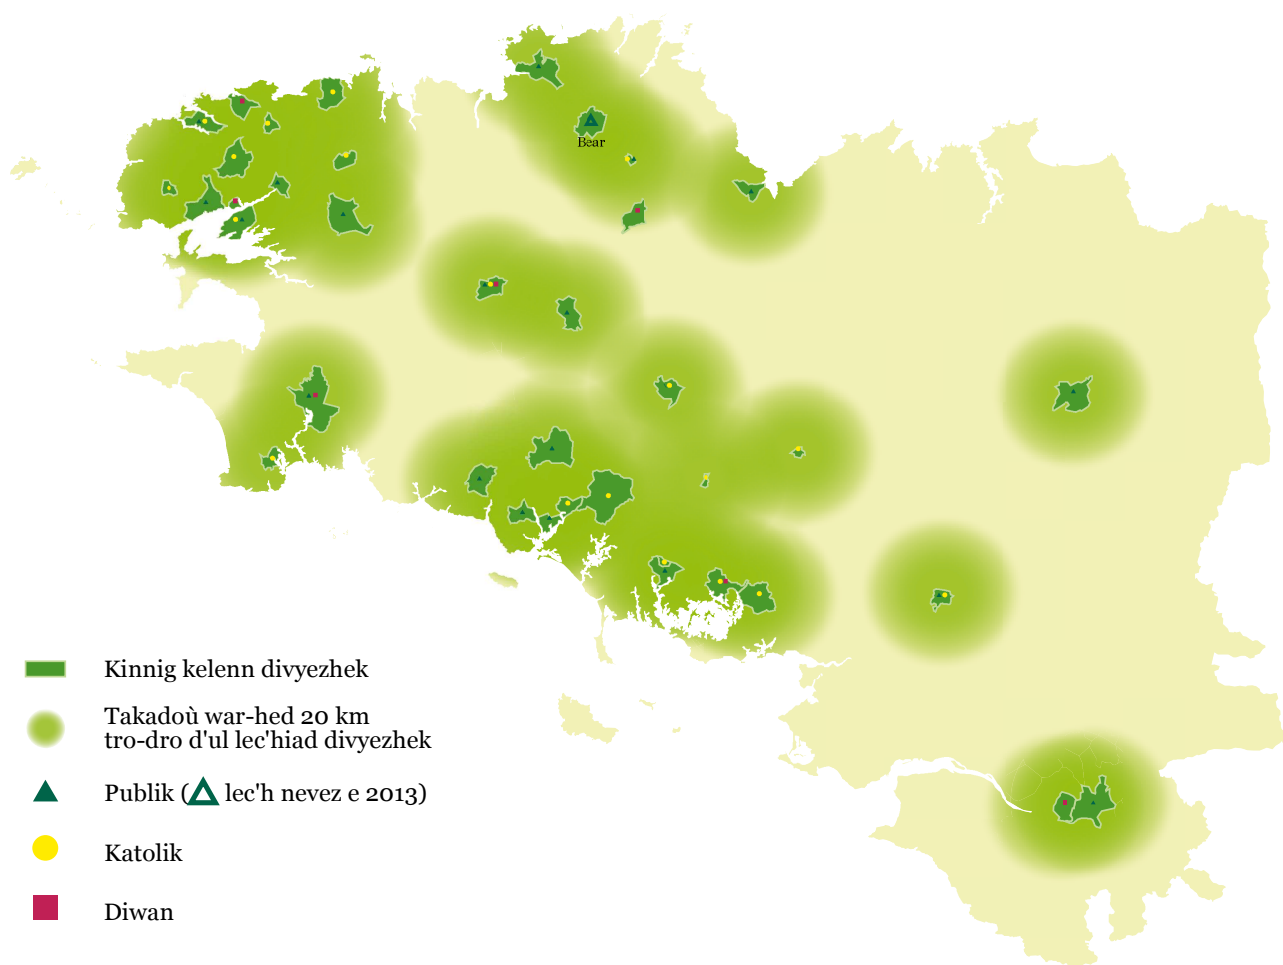 Bear
Kinnig kelenn divyezhek
Takadoù war-hed 20 km
tro-dro d'ul lec'hiad divyezhek
Publik ( lec'h nevez e 2013)
Katolik
Diwan